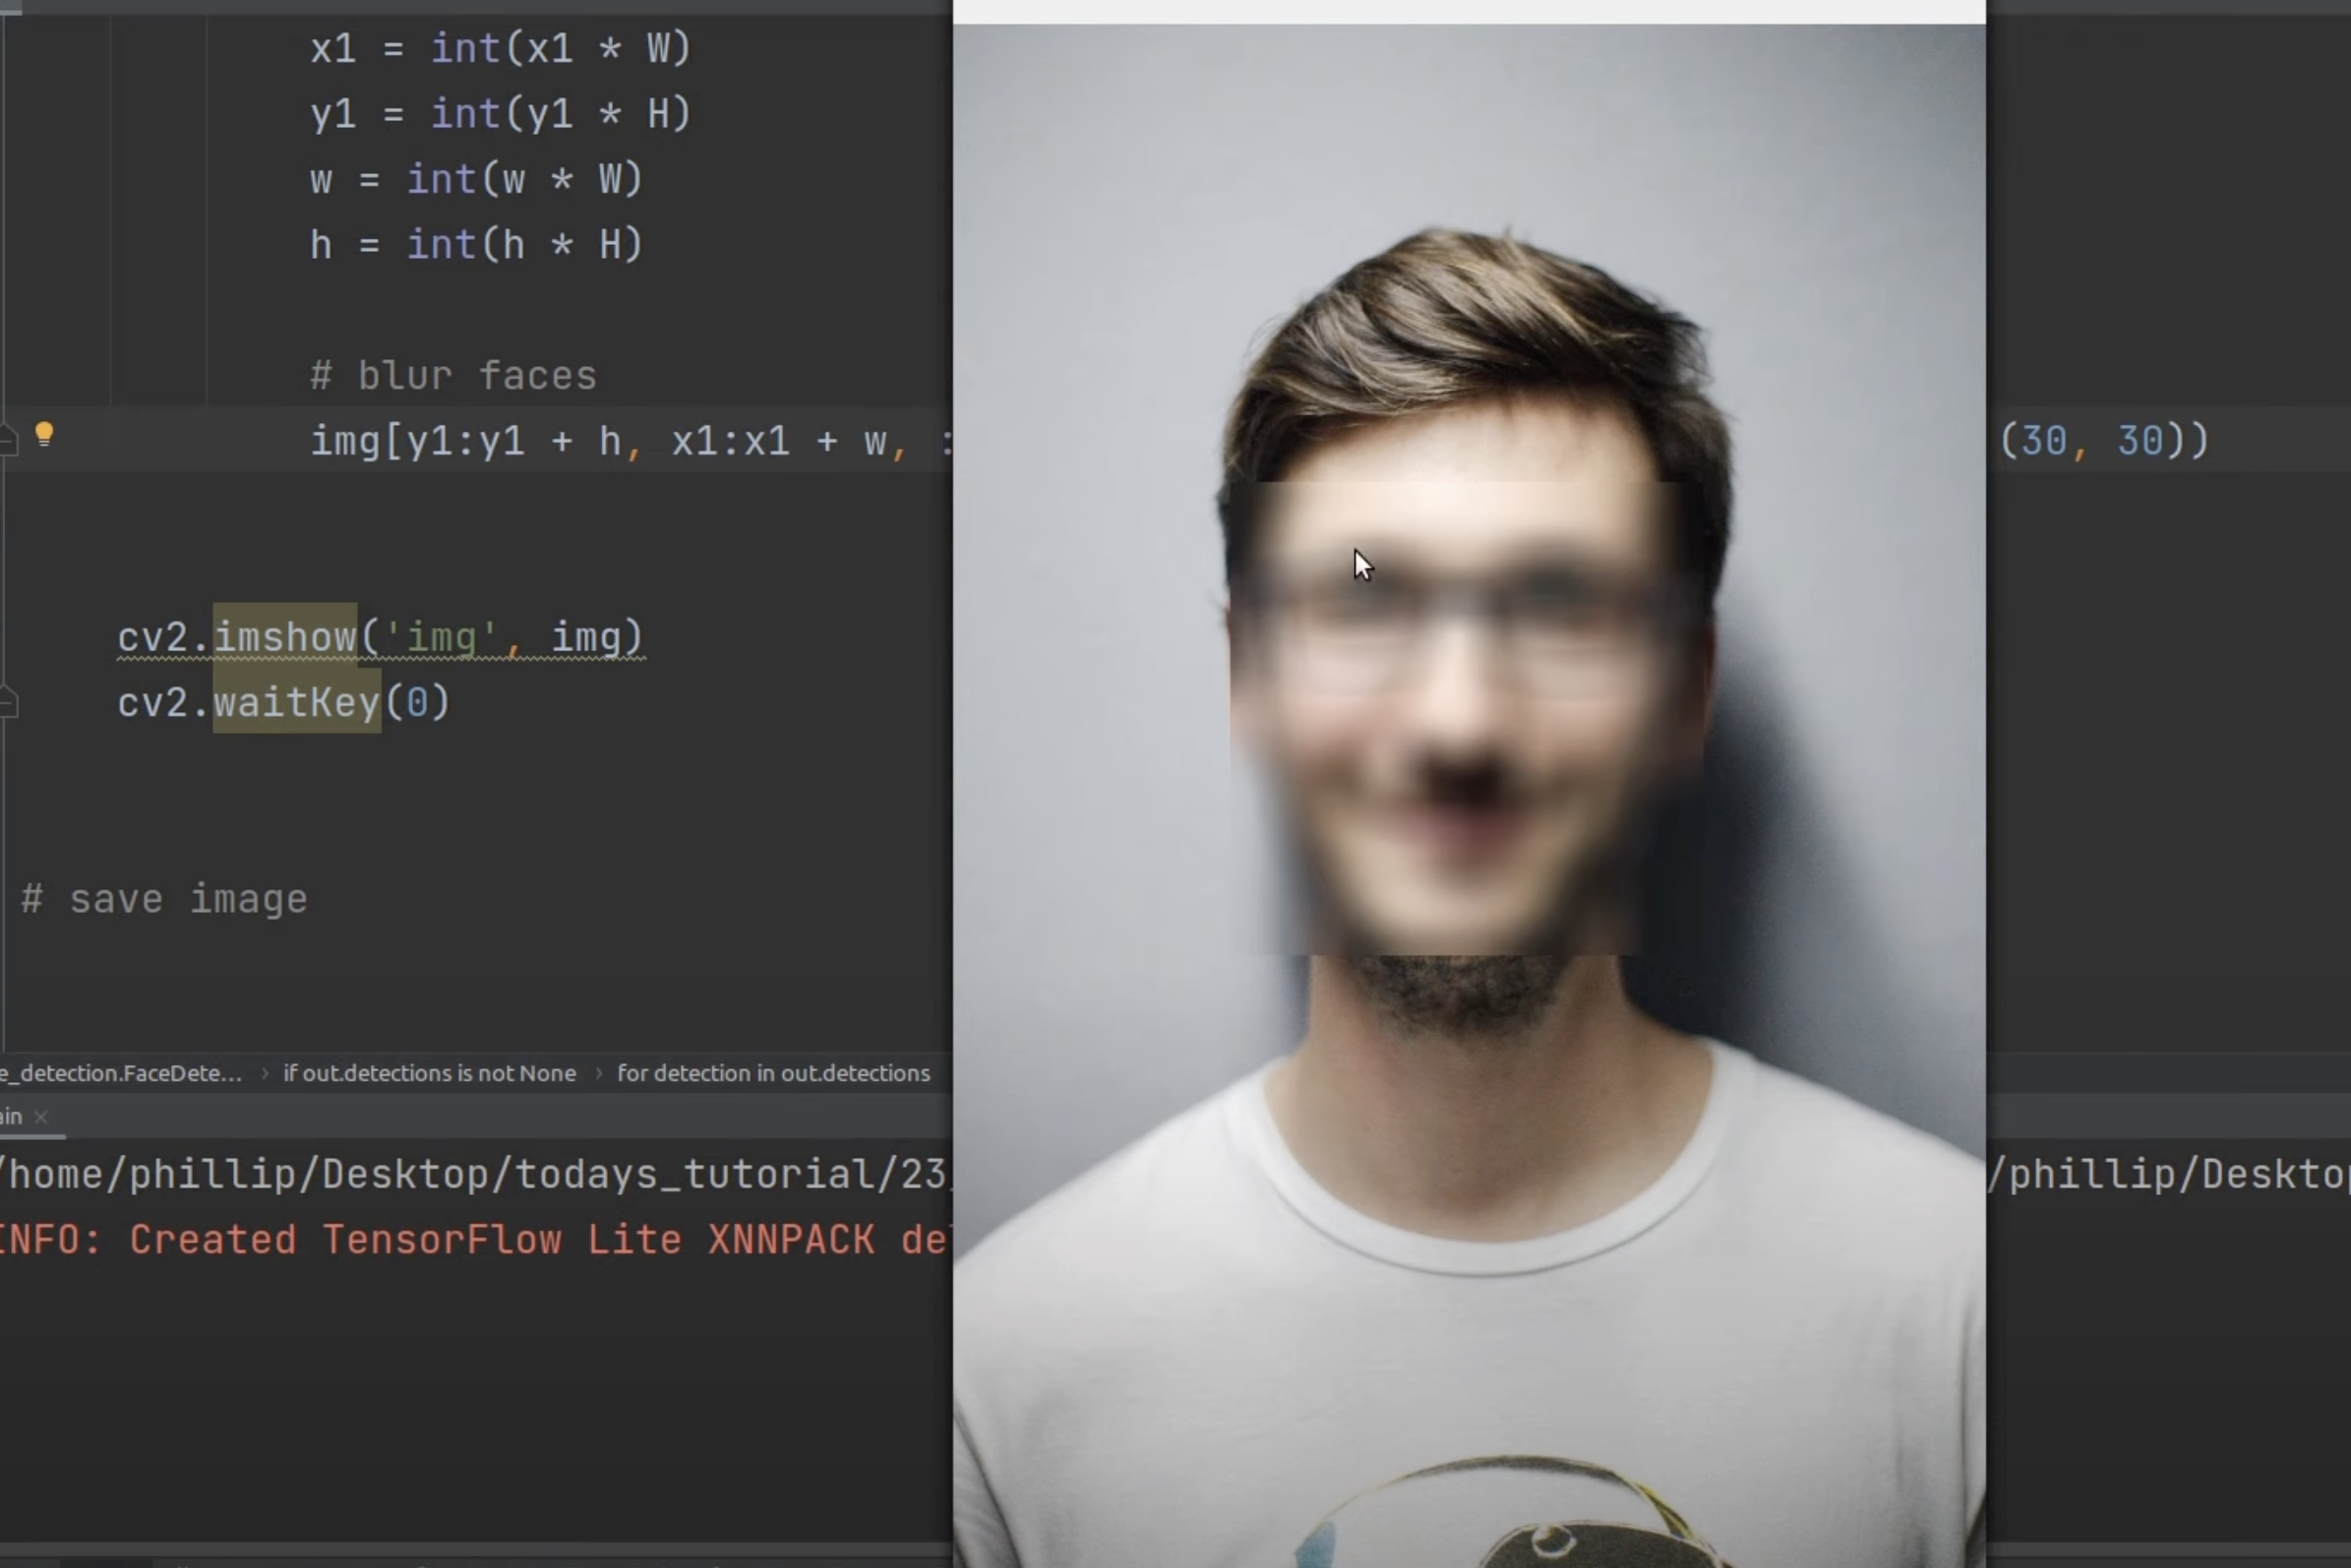 x1 = int(x1 * W)
y1 = int(y1 * H)
w = int(w * W)
h = int(h * H)
# blur faces
img[y1:y1 + h, x1:x1 + w, : (30, 30))
cv2.imshow('img', img)
cv2.waitKey(0)
# save image
e_detection.FaceDete... › if out.detections is not None › for detection in out.detections
ain ×
/home/phillip/Desktop/todays_tutorial/23_ /phillip/Desktop
INFO: Created TensorFlow Lite XNNPACK de